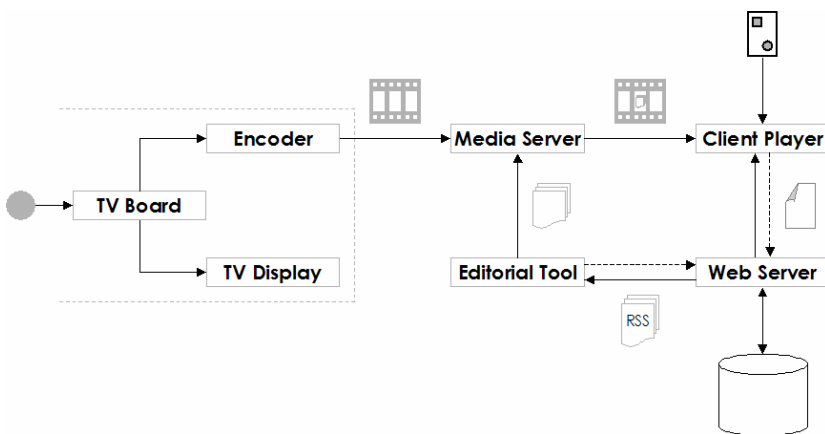 Encoder
Media Server
Client Player
TV Board
TV Display
Editorial Tool
Web Server
RSS